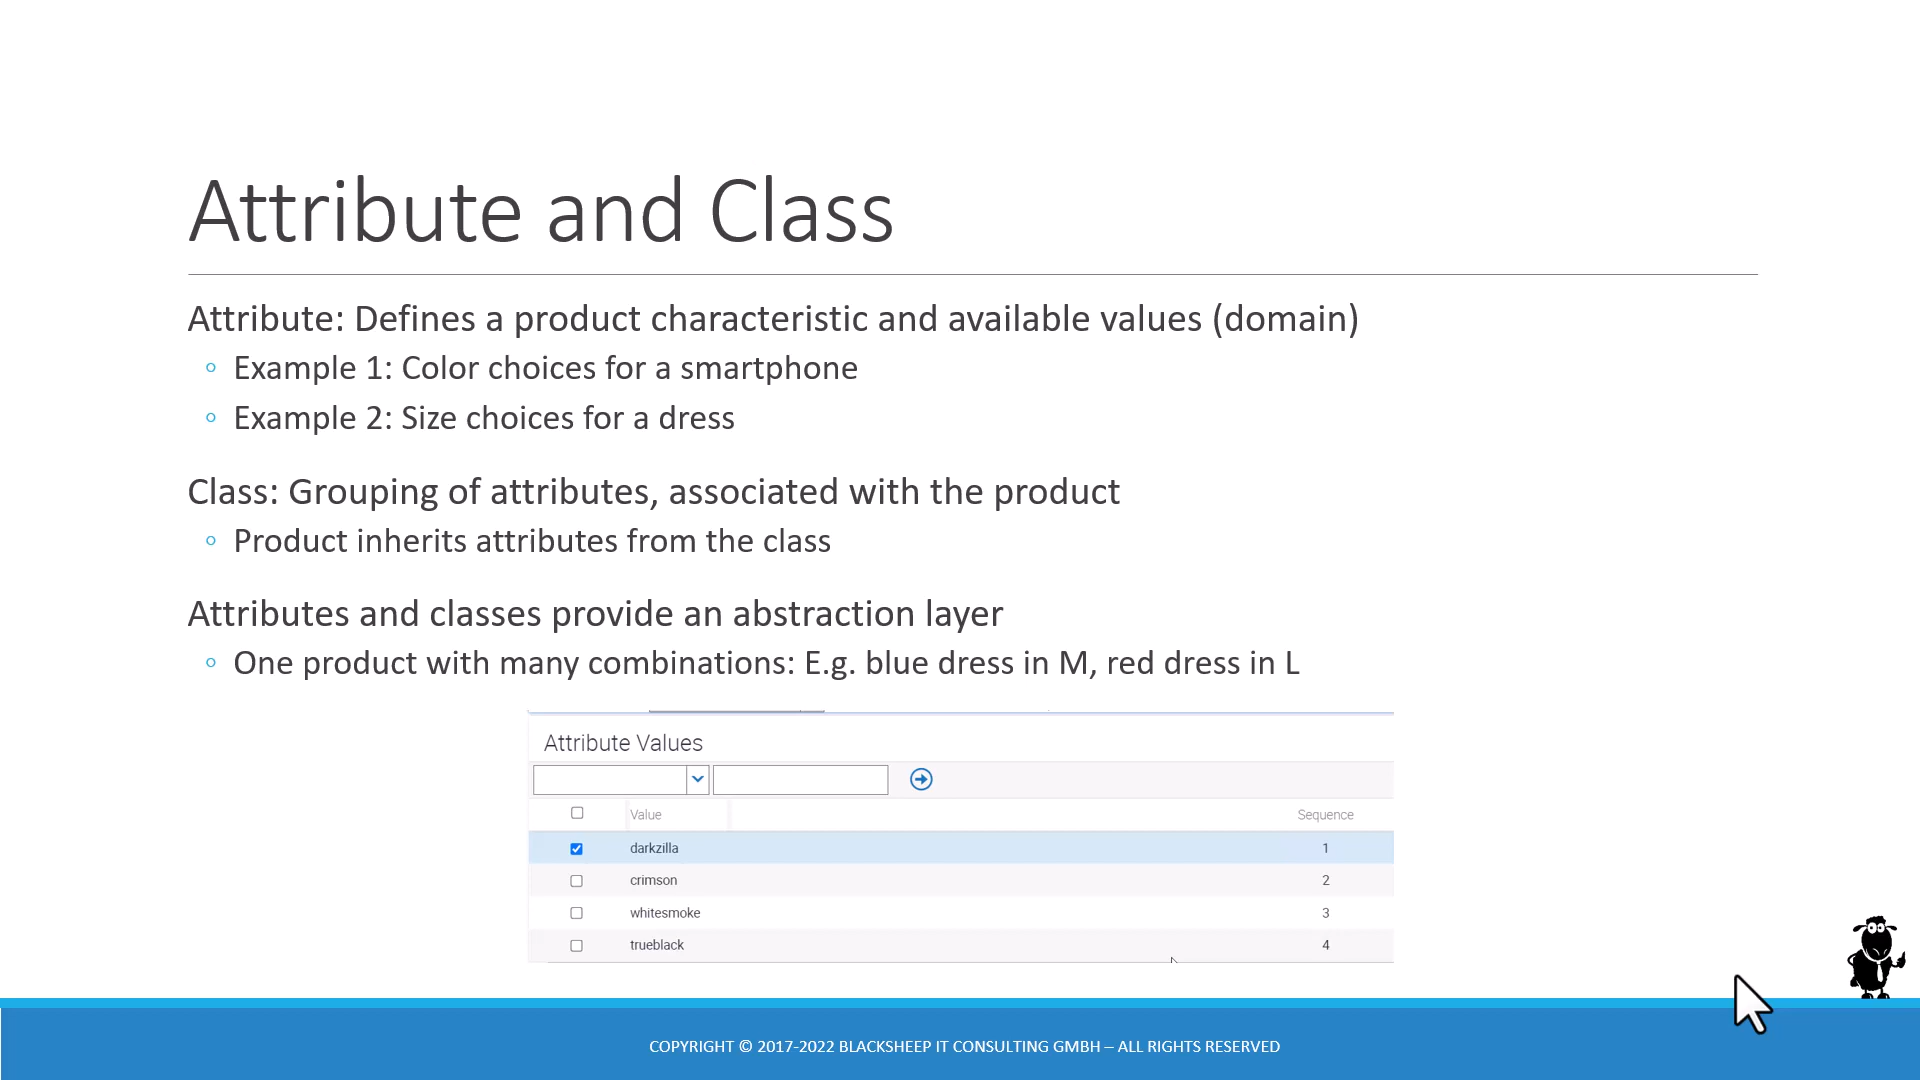 Attribute and Class
Attribute: Defines a product characteristic and available values (domain)
◦ Example 1: Color choices for a smartphone
◦ Example 2: Size choices for a dress
Class: Grouping of attributes, associated with the product
◦ Product inherits attributes from the class
Attributes and classes provide an abstraction layer
◦ One product with many combinations: E.g. blue dress in M, red dress in L
Attribute Values
Value Sequence
darkzilla 1
crimson 2
whitesmoke 3
trueblack 4
COPYRIGHT © 2017-2022 BLACKSHEEP IT CONSULTING GMBH – ALL RIGHTS RESERVED